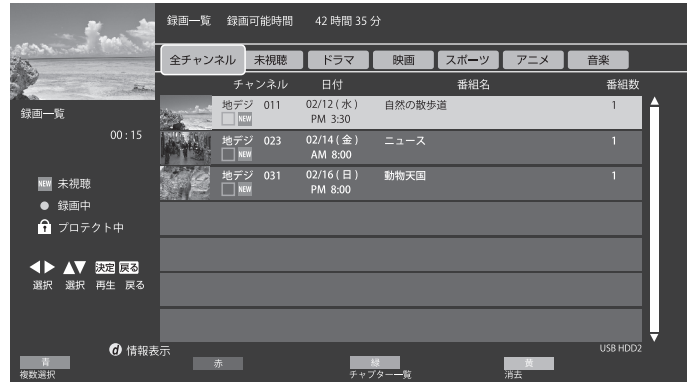 録画一覧 録画可能時間 42 時間 35 分
全チャンネル 未視聴 ドラマ 映画 スポーツ アニメ 音楽
チャンネル 日付 番組名 番組数
地デジ 011 02/12 ( 水 ) 自然の散歩道 1
NEW PM 3:30
地デジ 023 02/14 ( 金 ) ニュース 1
NEW AM 8:00
地デジ 031 02/16 ( 日 ) 動物天国 1
NEW PM 8:00
録画一覧
00 : 15
NEW 未視聴
録画中
プロテクト中
決定 戻る
選択 選択 再生 戻る
d 情報表示
USB HDD2
青 赤 緑 黄
複数選択 チャプター一覧 消去